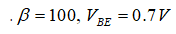 . β = 100, V_BE = 0.7 V